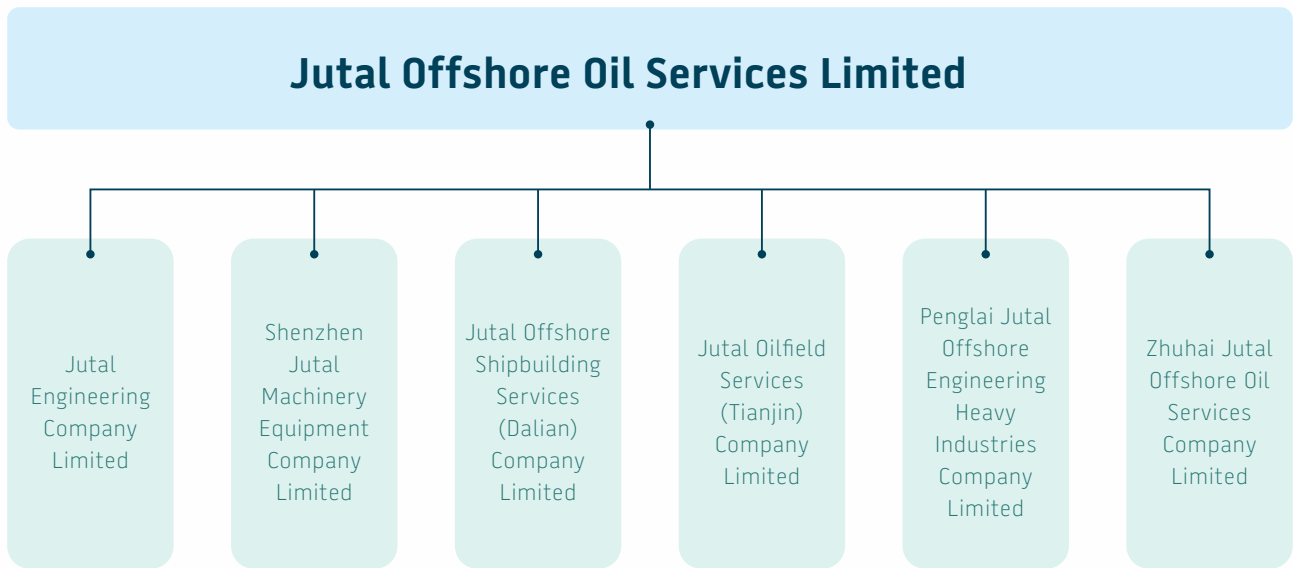 Jutal Offshore Oil Services Limited
Jutal
Engineering
Company
Limited
Shenzhen
Jutal
Machinery
Equipment
Company
Limited
Jutal Offshore
Shipbuilding
Services
(Dalian)
Company
Limited
Jutal Oilfield
Services
(Tianjin)
Company
Limited
Penglai Jutal
Offshore
Engineering
Heavy
Industries
Company
Limited
Zhuhai Jutal
Offshore Oil
Services
Company
Limited